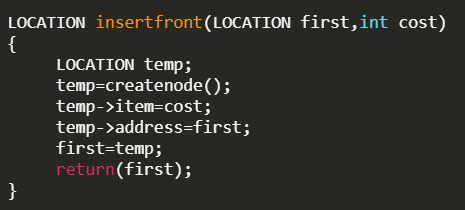 LOCATION insertfront(LOCATION first,int cost)
{
     LOCATION temp;
     temp=createnode();
     temp->item=cost;
     temp->address=first;
     first=temp;
     return(first);
}